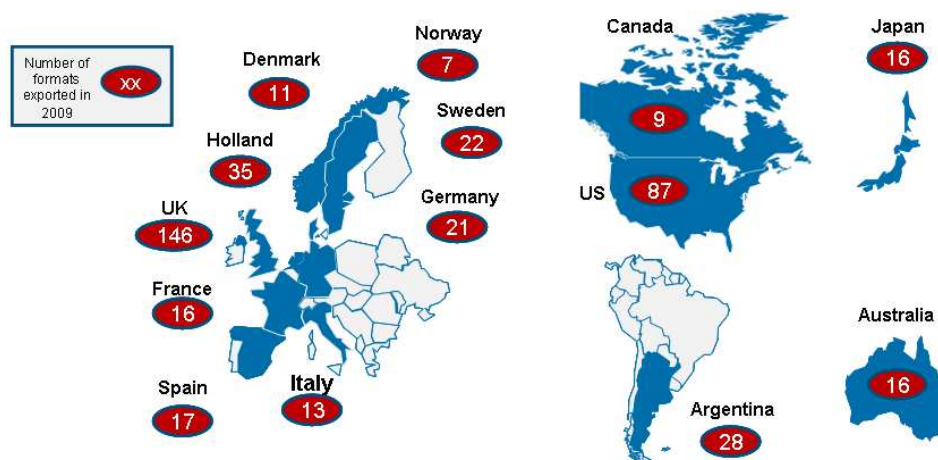 Number of
formats
exported in
2009
xx
Norway
7
Denmark
11
Sweden
22
Holland
35
Germany
21
UK
146
France
16
Spain
17
Italy
13
Canada
9
US
87
Japan
16
Argentina
28
Australia
16